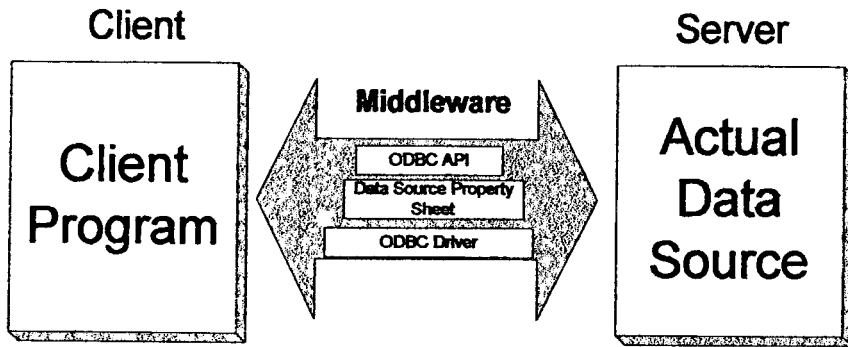 Client
Server
Middleware
Client
Program
ODBC API
Data Source Property
Sheet
ODBC Driver
Actual
Data
Source